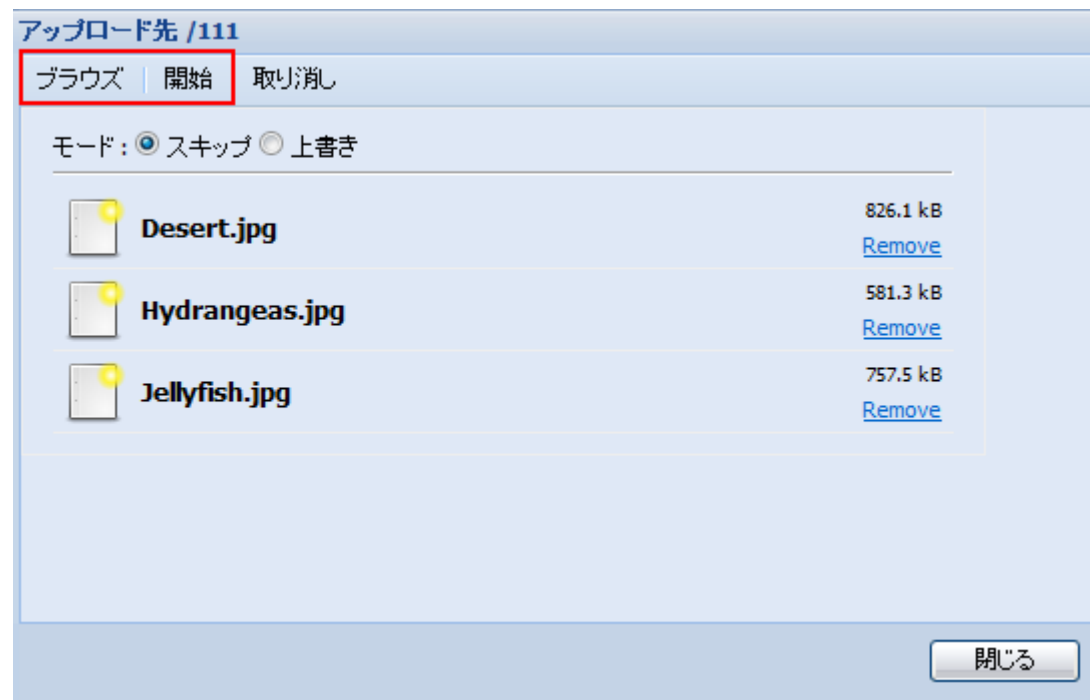 アップロード先 /111
ブラウズ 開始 取り消し
モード : スキップ 上書き
Desert.jpg 826.1 kB
Remove
Hydrangeas.jpg 581.3 kB
Remove
Jellyfish.jpg 757.5 kB
Remove
閉じる